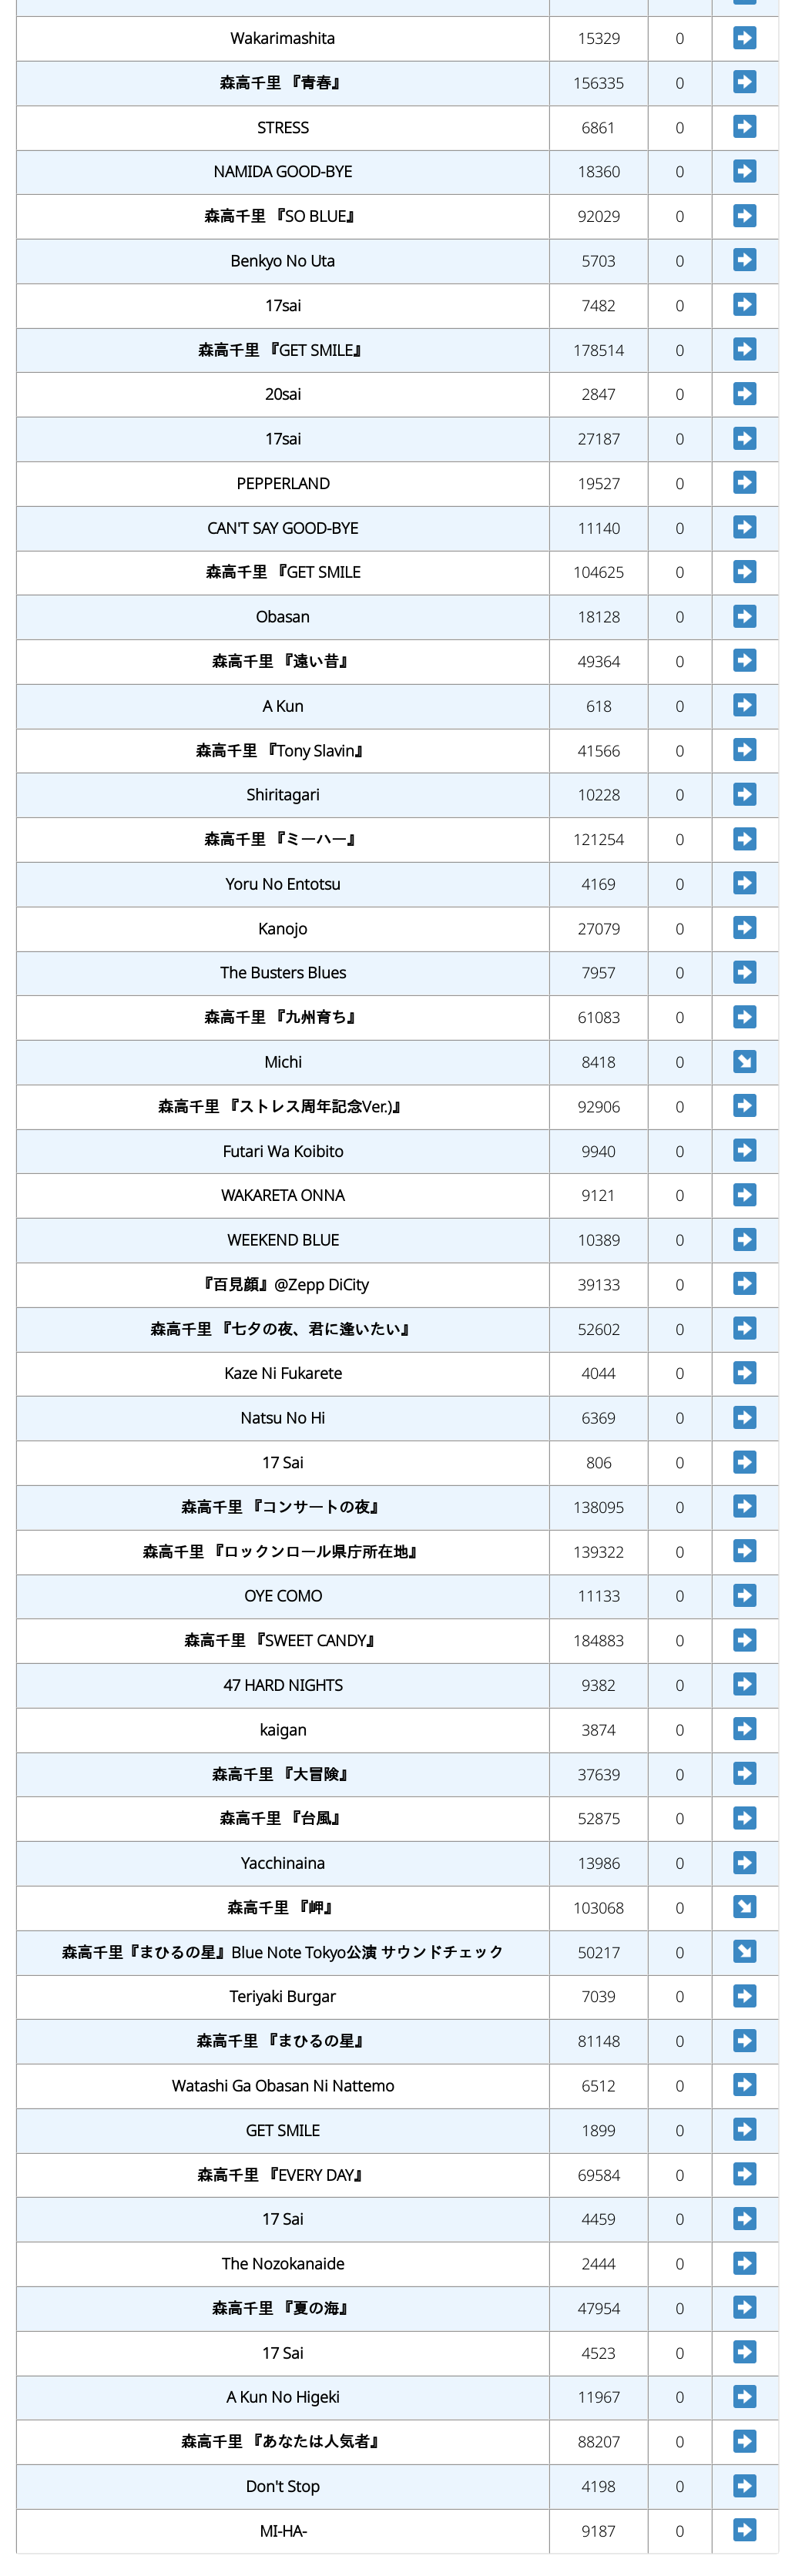 Wakarimashita 15329 0
森高千里 『青春』 156335 0
STRESS 6861 0
NAMIDA GOOD-BYE 18360 0
森高千里 『SO BLUE』 92029 0
Benkyo No Uta 5703 0
17sai 7482 0
森高千里 『GET SMILE』 178514 0
20sai 2847 0
17sai 27187 0
PEPPERLAND 19527 0
CAN'T SAY GOOD-BYE 11140 0
森高千里 『GET SMILE 104625 0
Obasan 18128 0
森高千里 『遠い昔』 49364 0
A Kun 618 0
森高千里 『Tony Slavin』 41566 0
Shiritagari 10228 0
森高千里 『ミーハー』 121254 0
Yoru No Entotsu 4169 0
Kanojo 27079 0
The Busters Blues 7957 0
森高千里 『九州育ち』 61083 0
Michi 8418 0
森高千里 『ストレス周年記念Ver.)』 92906 0
Futari Wa Koibito 9940 0
WAKARETA ONNA 9121 0
WEEKEND BLUE 10389 0
『百見顔』@Zepp DiCity 39133 0
森高千里 『七夕の夜、君に逢いたい』 52602 0
Kaze Ni Fukarete 4044 0
Natsu No Hi 6369 0
17 Sai 806 0
森高千里 『コンサートの夜』 138095 0
森高千里 『ロックンロール県庁所在地』 139322 0
OYE COMO 11133 0
森高千里 『SWEET CANDY』 184883 0
47 HARD NIGHTS 9382 0
kaigan 3874 0
森高千里 『大冒険』 37639 0
森高千里 『台風』 52875 0
Yacchinaina 13986 0
森高千里 『岬』 103068 0
森高千里『まひるの星』Blue Note Tokyo公演 サウンドチェック 50217 0
Teriyaki Burgar 7039 0
森高千里 『まひるの星』 81148 0
Watashi Ga Obasan Ni Nattemo 6512 0
GET SMILE 1899 0
森高千里 『EVERY DAY』 69584 0
17 Sai 4459 0
The Nozokanaide 2444 0
森高千里 『夏の海』 47954 0
17 Sai 4523 0
A Kun No Higeki 11967 0
森高千里 『あなたは人気者』 88207 0
Don't Stop 4198 0
MI-HA- 9187 0